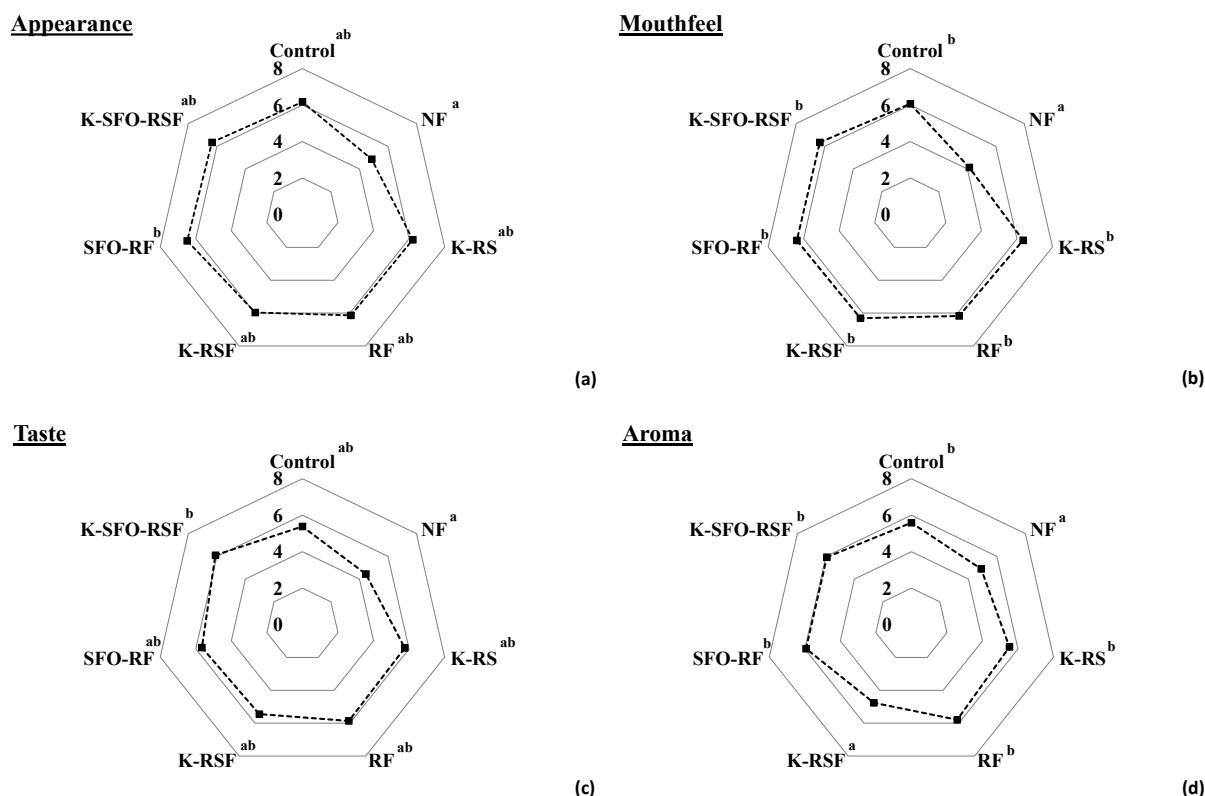 Appearance
Control ab
8
6
4
2
0
NF a
K-RS ab
RF ab
K-RSF ab
SFO-RF b
K-SFO-RSF ab
(a)
Mouthfeel
Control b
8
6
4
2
0
NF a
K-RS b
RF b
K-RSF b
SFO-RF b
K-SFO-RSF b
(b)
Taste
Control ab
8
6
4
2
0
NF a
K-RS ab
RF ab
K-RSF ab
SFO-RF ab
K-SFO-RSF b
(c)
Aroma
Control b
8
6
4
2
0
NF a
K-RS b
RF b
K-RSF a
SFO-RF b
K-SFO-RSF b
(d)